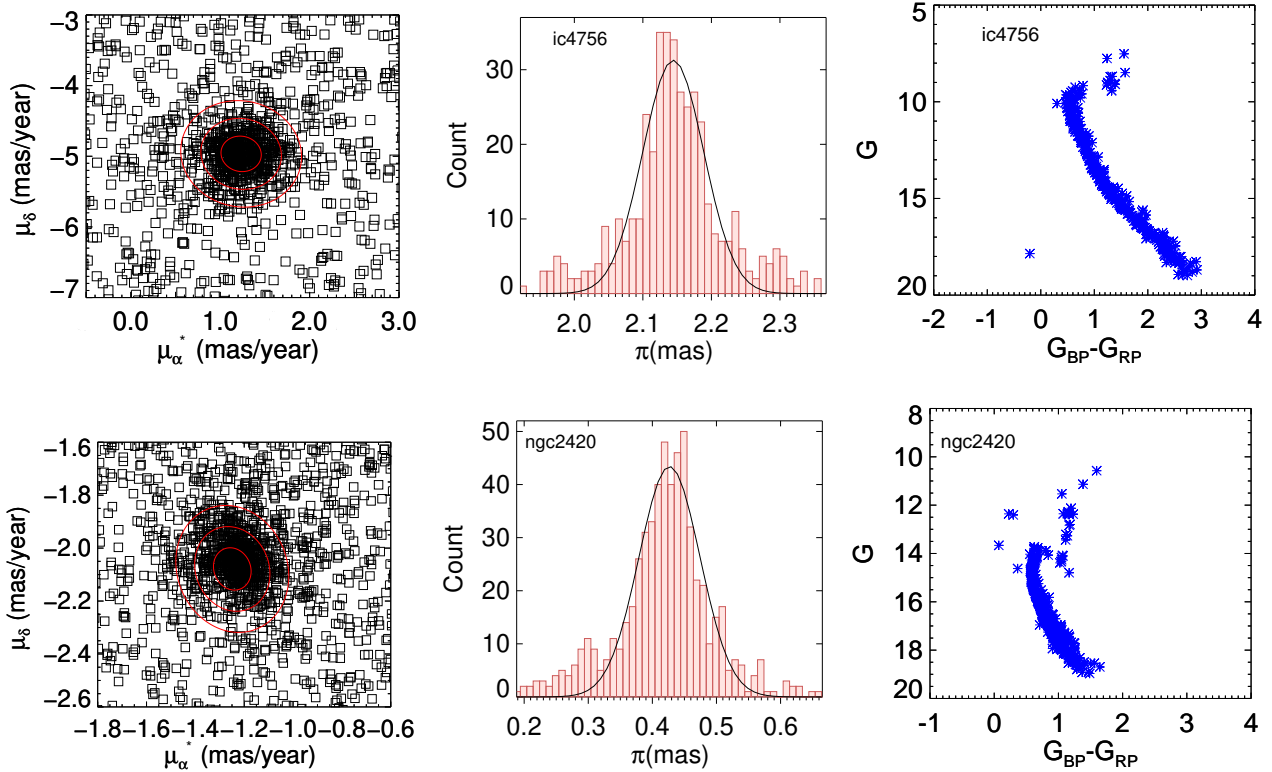 −3
−4
−5
−6
−7
μδ (mas/year)
0.0 1.0 2.0 3.0
μα* (mas/year)
ic4756
30
20
10
0
Count
2.0 2.1 2.2 2.3
π(mas)
ic4756
5
10
15
20
G
-2 -1 0 1 2 3 4
GBP-GRP
−1.6
−1.8
−2.0
−2.2
−2.4
−2.6
μδ (mas/year)
−1.8−1.6−1.4−1.2−1.0−0.8−0.6
μα* (mas/year)
ngc2420
50
40
30
20
10
0
Count
0.2 0.3 0.4 0.5 0.6
π(mas)
ngc2420
8
10
12
14
16
18
20
G
-1 0 1 2 3 4
GBP-GRP